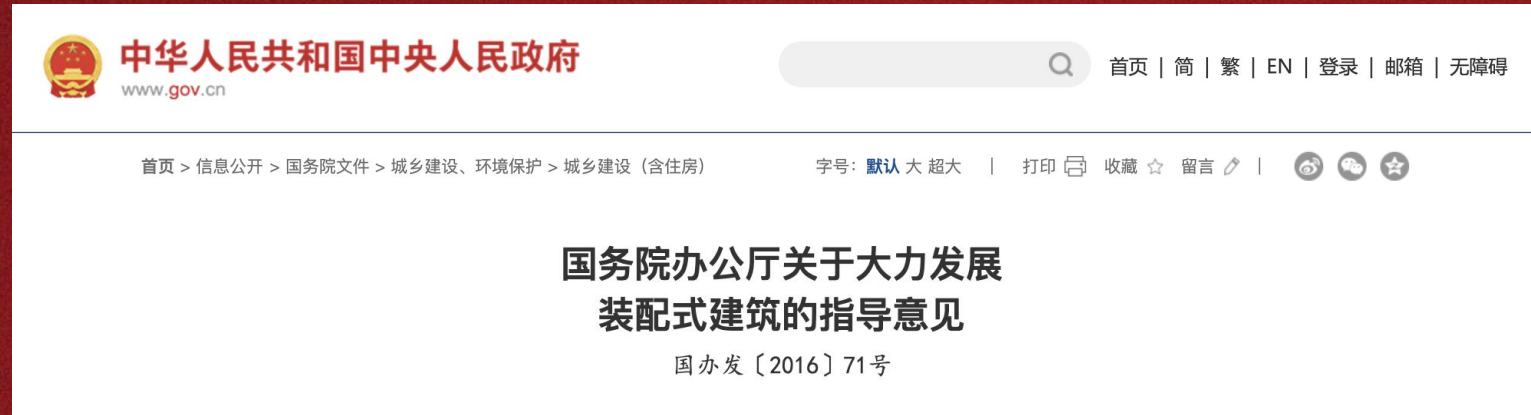 中华人民共和国中央人民政府
www.gov.cn
首页 | 简 | 繁 | EN | 登录 | 邮箱 | 无障碍
首页 > 信息公开 > 国务院文件 > 城乡建设、环境保护 > 城乡建设（含住房）
字号：默认 大 超大 | 打印 收藏 留言 |
国务院办公厅关于大力发展
装配式建筑的指导意见
国办发〔2016〕71号